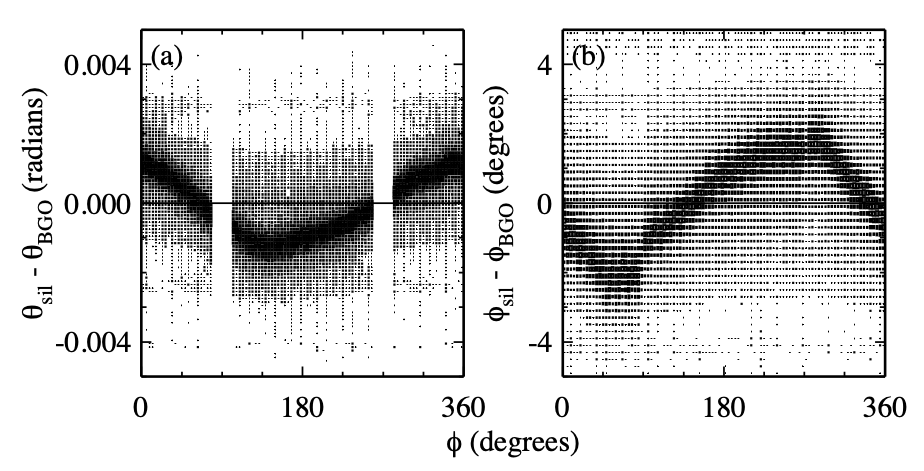 (a) (b)
0.004 4
θsil - θBGO (radians)
0.000
ϕsil - ϕBGO (degrees)
0
-0.004 -4
0 180 360 0 180 360
ϕ (degrees)